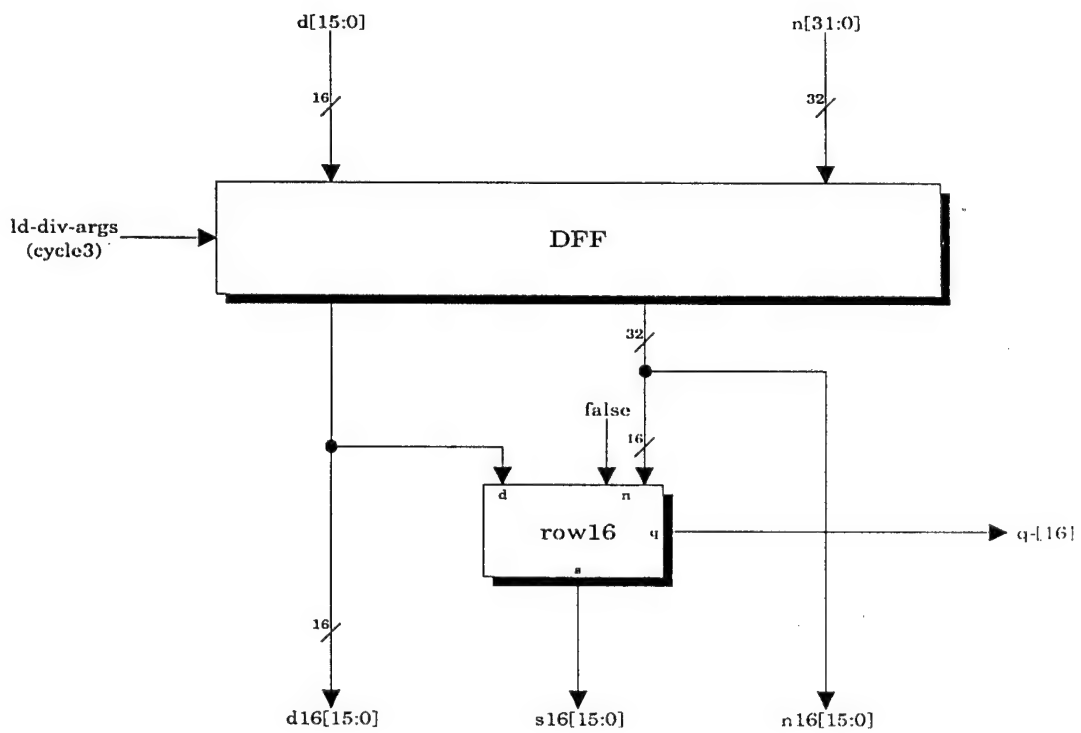 d[15:0]
n[31:0]
16
32
ld-div-args
(cycle3)
DFF
32
false
16
d
n
row16
q
q-[16]
s
16
d16[15:0]
s16[15:0]
n16[15:0]